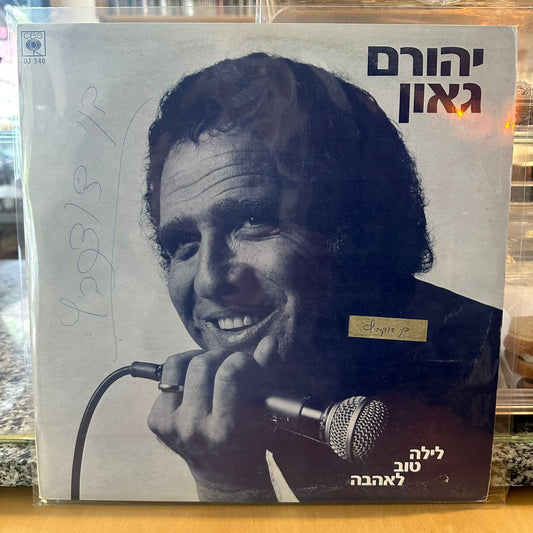 CBS
DJ 340
יהורם
גאון
לילה
טוב
לאהבה